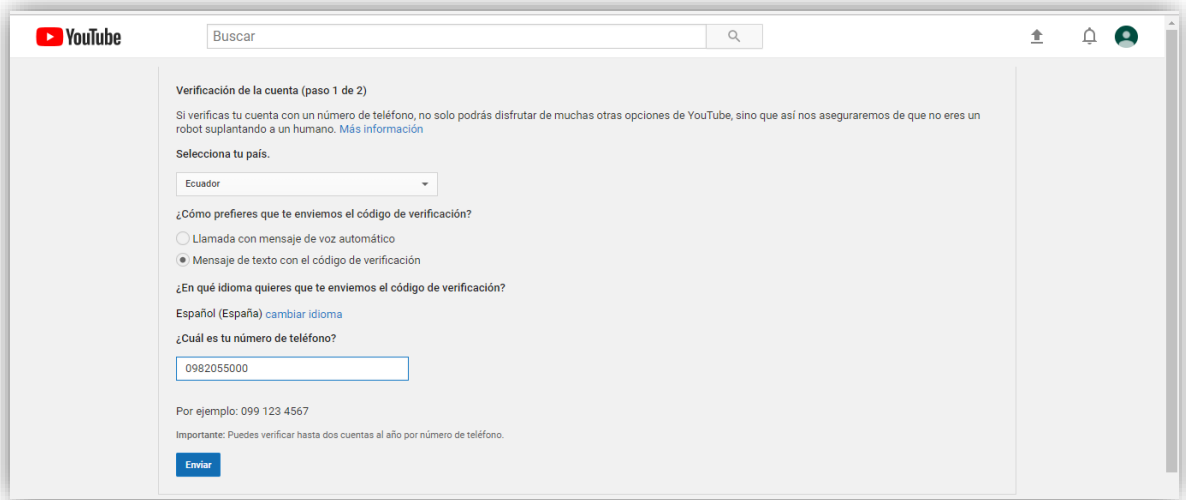 YouTube
Buscar
Verificación de la cuenta (paso 1 de 2)
Si verificas tu cuenta con un número de teléfono, no solo podrás disfrutar de muchas otras opciones de YouTube, sino que así nos aseguraremos de que no eres un
robot suplantando a un humano. Más información
Selecciona tu país.
Ecuador
¿Cómo prefieres que te enviemos el código de verificación?
Llamada con mensaje de voz automático
Mensaje de texto con el código de verificación
¿En qué idioma quieres que te enviemos el código de verificación?
Español (España) cambiar idioma
¿Cuál es tu número de teléfono?
0982055000
Por ejemplo: 099 123 4567
Importante: Puedes verificar hasta dos cuentas al año por número de teléfono.
Enviar